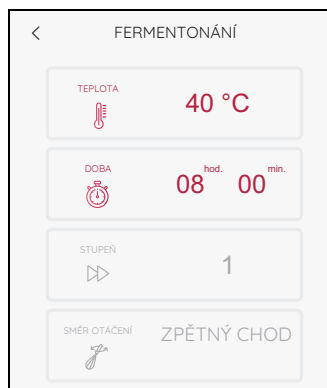 FERMENTONÁNÍ
TEPLOTA
40 °C
DOBA
08 hod. 00 min.
STUPEŇ
1
SMĚR OTÁČENÍ
ZPĚTNÝ CHOD